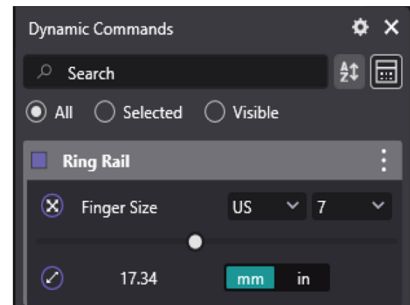 Dynamic Commands
Search
All Selected Visible
Ring Rail
Finger Size US 7
17.34 mm in